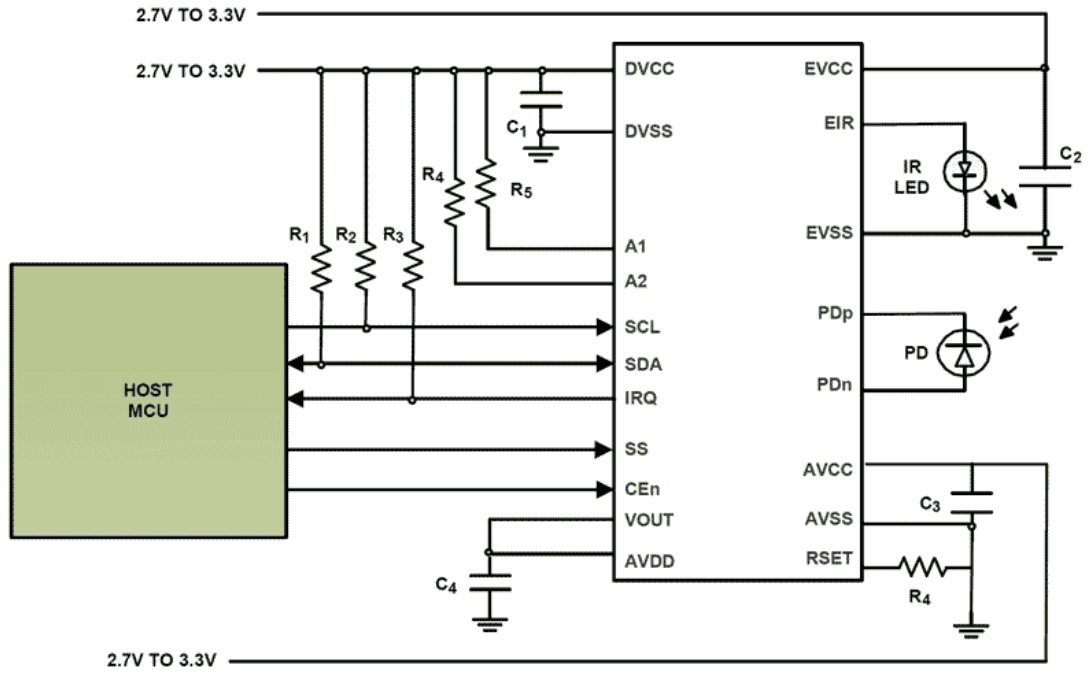 2.7V TO 3.3V
2.7V TO 3.3V
DVCC
EVCC
C1
DVSS
EIR
IR
LED
C2
R4
R5
R1
R2
R3
A1
EVSS
A2
PDp
SCL
PD
SDA
PDn
HOST
MCU
IRQ
SS
AVCC
CEn
C3
VOUT
AVSS
C4
AVDD
RSET
R4
2.7V TO 3.3V